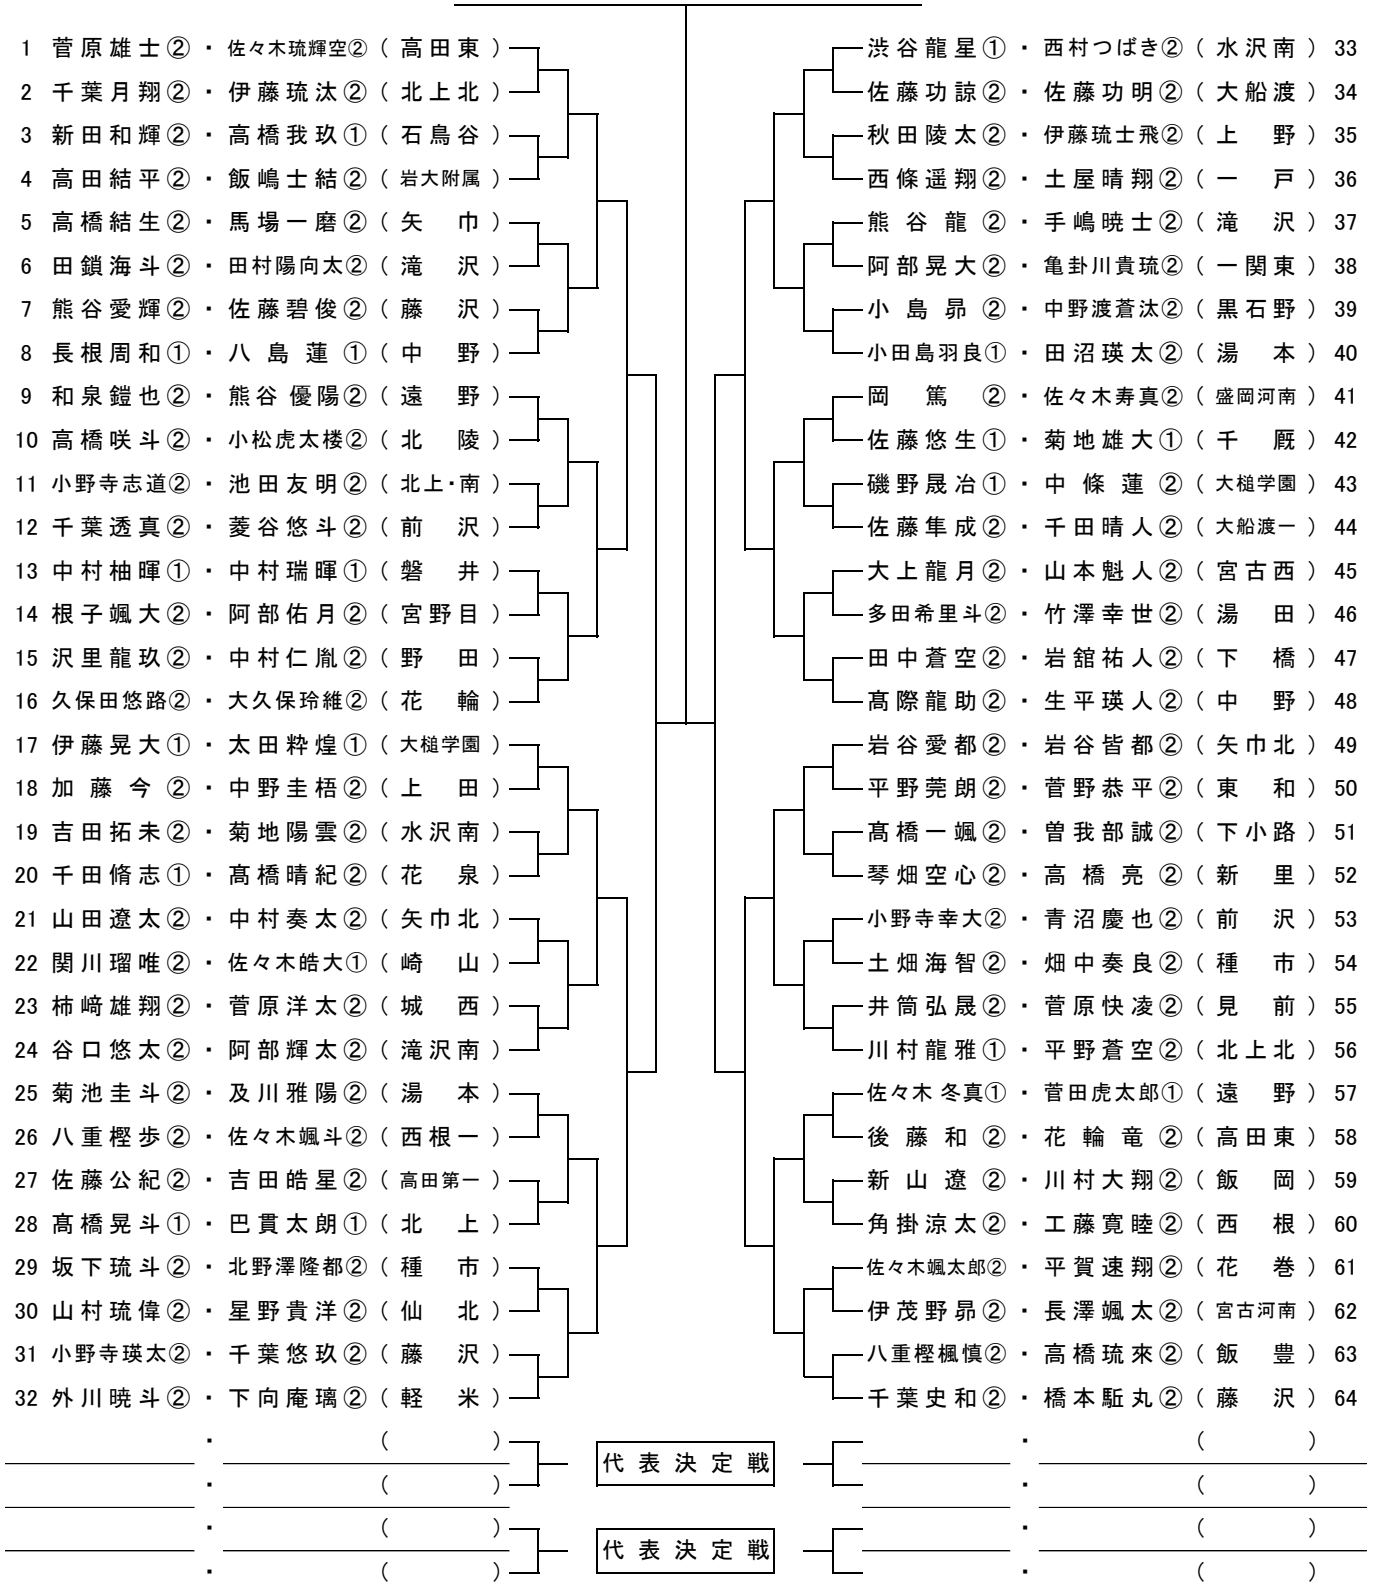 1 菅原雄士② ・ 佐々木琉輝空② ( 高田東 )
2 千葉月翔② ・ 伊藤琉汰② ( 北上北 )
3 新田和輝② ・ 高橋我玖① ( 石鳥谷 )
4 高田結平② ・ 飯嶋士結② ( 岩大附属 )
5 高橋結生② ・ 馬場一磨② ( 矢巾 )
6 田鎖海斗② ・ 田村陽向太② ( 滝沢 )
7 熊谷愛輝② ・ 佐藤碧俊② ( 藤沢 )
8 長根周和① ・ 八島蓮① ( 中野 )
9 和泉鎧也② ・ 熊谷優陽② ( 遠野 )
10 高橋咲斗② ・ 小松虎太楼② ( 北陵 )
11 小野寺志道② ・ 池田友明② ( 北上・南 )
12 千葉透真② ・ 菱谷悠斗② ( 前沢 )
13 中村柚暉① ・ 中村瑞暉① ( 磐井 )
14 根子颯大② ・ 阿部佑月② ( 宮野目 )
15 沢里龍玖② ・ 中村仁胤② ( 野田 )
16 久保田悠路② ・ 大久保玲維② ( 花輪 )
17 伊藤晃大① ・ 太田粋煌① ( 大槌学園 )
18 加藤今② ・ 中野圭梧② ( 上田 )
19 吉田拓未② ・ 菊地陽雲② ( 水沢南 )
20 千田脩志① ・ 髙橋晴紀② ( 花泉 )
21 山田遼太② ・ 中村奏太② ( 矢巾北 )
22 関川瑠唯② ・ 佐々木皓大① ( 崎山 )
23 柿﨑雄翔② ・ 菅原洋太② ( 城西 )
24 谷口悠太② ・ 阿部輝太② ( 滝沢南 )
25 菊池圭斗② ・ 及川雅陽② ( 湯本 )
26 八重樫歩② ・ 佐々木颯斗② ( 西根一 )
27 佐藤公紀② ・ 吉田皓星② ( 高田第一 )
28 髙橋晃斗① ・ 巴貫太朗① ( 北上 )
29 坂下琉斗② ・ 北野澤隆都② ( 種市 )
30 山村琉偉② ・ 星野貴洋② ( 仙北 )
31 小野寺瑛太② ・ 千葉悠玖② ( 藤沢 )
32 外川暁斗② ・ 下向庵璃② ( 軽米 )
・ ( )
・ ( )
・ ( )
・ ( )
代表決定戦
代表決定戦
渋谷龍星① ・ 西村つばき② ( 水沢南 ) 33
佐藤功諒② ・ 佐藤功明② ( 大船渡 ) 34
秋田陵太② ・ 伊藤琉士飛② ( 上野 ) 35
西條遥翔② ・ 土屋晴翔② ( 一戸 ) 36
熊谷龍② ・ 手嶋暁士② ( 滝沢 ) 37
阿部晃大② ・ 亀卦川貴琉② ( 一関東 ) 38
小島昴② ・ 中野渡蒼汰② ( 黒石野 ) 39
小田島羽良① ・ 田沼瑛太② ( 湯本 ) 40
岡篤② ・ 佐々木寿真② ( 盛岡河南 ) 41
佐藤悠生① ・ 菊地雄大① ( 千厩 ) 42
磯野晟冶① ・ 中條蓮② ( 大槌学園 ) 43
佐藤隼成② ・ 千田晴人② ( 大船渡一 ) 44
大上龍月② ・ 山本魁人② ( 宮古西 ) 45
多田希里斗② ・ 竹澤幸世② ( 湯田 ) 46
田中蒼空② ・ 岩舘祐人② ( 下橋 ) 47
髙際龍助② ・ 生平瑛人② ( 中野 ) 48
岩谷愛都② ・ 岩谷皆都② ( 矢巾北 ) 49
平野莞朗② ・ 菅野恭平② ( 東和 ) 50
髙橋一颯② ・ 曽我部誠② ( 下小路 ) 51
琴畑空心② ・ 高橋亮② ( 新里 ) 52
小野寺幸大② ・ 青沼慶也② ( 前沢 ) 53
土畑海智② ・ 畑中奏良② ( 種市 ) 54
井筒弘晟② ・ 菅原快凌② ( 見前 ) 55
川村龍雅① ・ 平野蒼空② ( 北上北 ) 56
佐々木 冬真① ・ 菅田虎太郎① ( 遠野 ) 57
後藤和② ・ 花輪竜② ( 高田東 ) 58
新山遼② ・ 川村大翔② ( 飯岡 ) 59
角掛涼太② ・ 工藤寛睦② ( 西根 ) 60
佐々木颯太郎② ・ 平賀速翔② ( 花巻 ) 61
伊茂野昴② ・ 長澤颯太② ( 宮古河南 ) 62
八重樫楓慎② ・ 高橋琉來② ( 飯豊 ) 63
千葉史和② ・ 橋本駈丸② ( 藤沢 ) 64
・ ( )
・ ( )
・ ( )
・ ( )